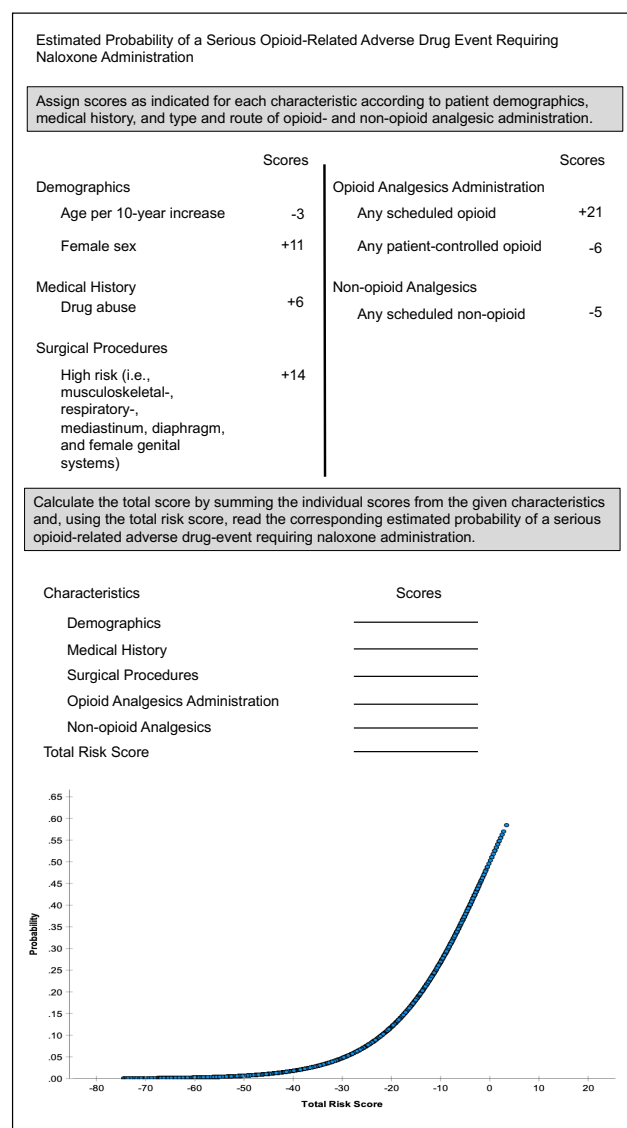 Estimated Probability of a Serious Opioid-Related Adverse Drug Event Requiring
Naloxone Administration
Assign scores as indicated for each characteristic according to patient demographics,
medical history, and type and route of opioid- and non-opioid analgesic administration.
Scores
Demographics
Age per 10-year increase -3
Female sex +11
Medical History
Drug abuse +6
Surgical Procedures
High risk (i.e., +14
musculoskeletal-,
respiratory-,
mediastinum, diaphragm,
and female genital
systems)
Scores
Opioid Analgesics Administration
Any scheduled opioid +21
Any patient-controlled opioid -6
Non-opioid Analgesics
Any scheduled non-opioid -5
Calculate the total score by summing the individual scores from the given characteristics
and, using the total risk score, read the corresponding estimated probability of a serious
opioid-related adverse drug-event requiring naloxone administration.
Characteristics Scores
Demographics
Medical History
Surgical Procedures
Opioid Analgesics Administration
Non-opioid Analgesics
Total Risk Score
.65
.60
.55
.50
.45
.40
.35
.30
.25
.20
.15
.10
.05
.00
Probability
-80 -70 -60 -50 -40 -30 -20 -10 0 10 20
Total Risk Score